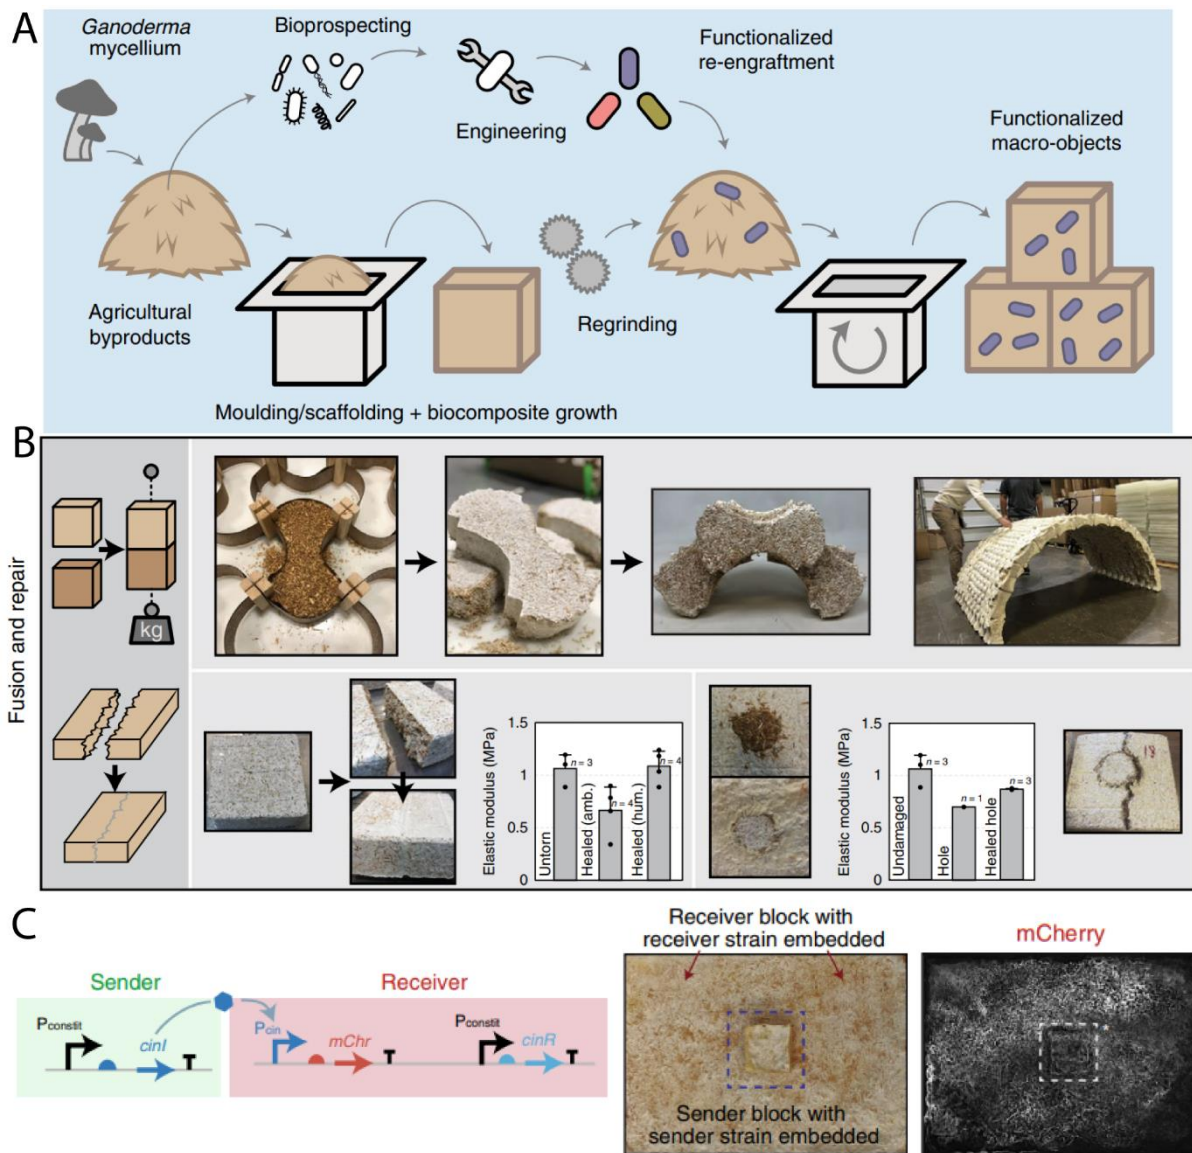 A
Ganoderma
mycellium
Bioprospecting
Engineering
Functionalized
re-engraftment
Functionalized
macro-objects
Agricultural
byproducts
Regrinding
Moulding/scaffolding + biocomposite growth
B
Fusion and repair
kg
Elastic modulus (MPa)
1.5
1
0.5
0
Untorn
n = 3
Healed (amb.)
n = 4
Healed (hum.)
n = 4
Elastic modulus (MPa)
1.5
1
0.5
0
Undamaged
n = 3
Hole
n = 1
Healed hole
n = 3
18
C
Sender
Receiver
Pconstit
cinI
Pcin
mChr
Pconstit
cinR
Receiver block with
receiver strain embedded
Sender block with
sender strain embedded
mCherry